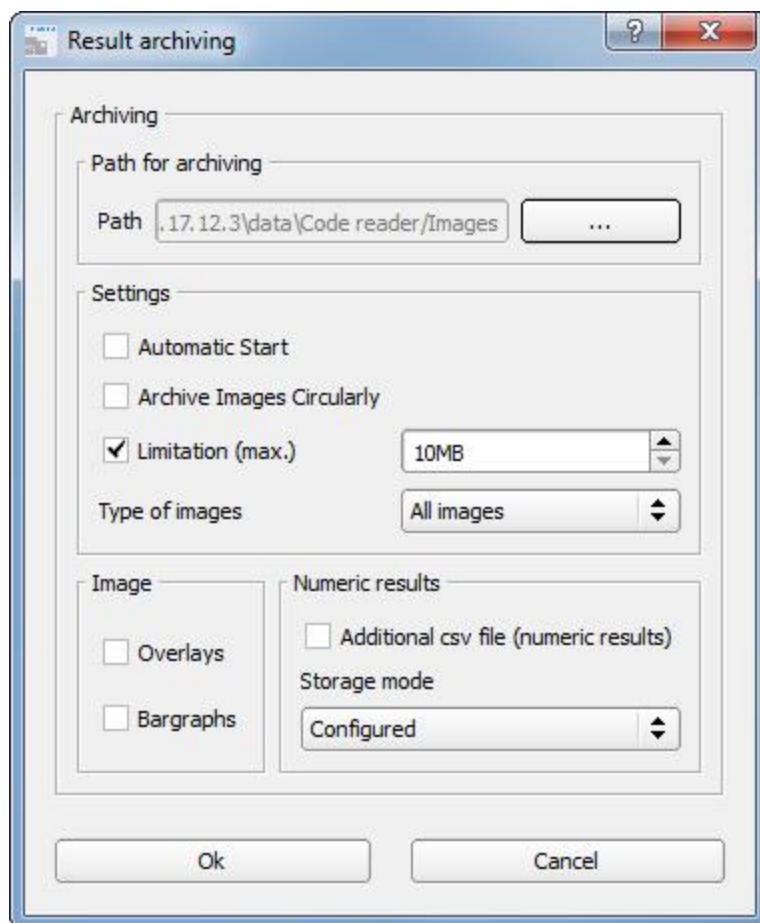 Result archiving
Archiving
Path for archiving
Path .17.12.3\data\Code reader/Images ...
Settings
Automatic Start
Archive Images Circularly
Limitation (max.) 10MB
Type of images All images
Image
Overlays
Bargraphs
Numeric results
Additional csv file (numeric results)
Storage mode
Configured
Ok Cancel